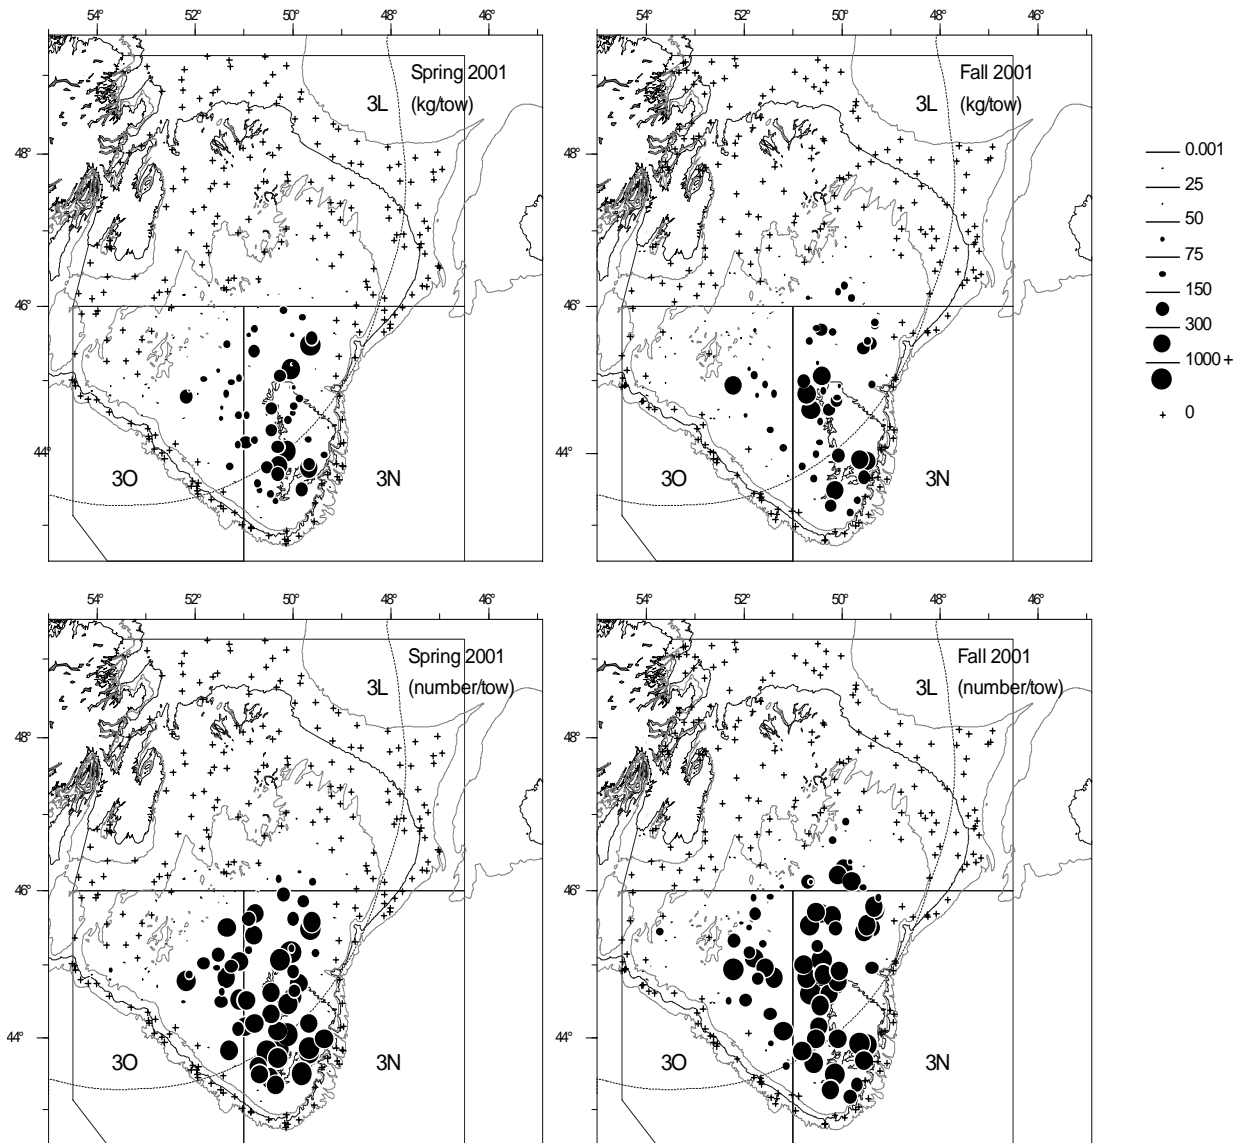 54° 52° 50° 48° 46°
54° 52° 50° 48° 46°
Spring 2001
3L (kg/tow)
Fall 2001
3L (kg/tow)
48°
48°
46°
46°
44°
44°
3O 3N
3O 3N
0.001
25
50
75
150
300
1000 +
0
54° 52° 50° 48° 46°
54° 52° 50° 48° 46°
Spring 2001
3L (number/tow)
Fall 2001
3L (number/tow)
48°
48°
46°
46°
44°
44°
3O 3N
3O 3N